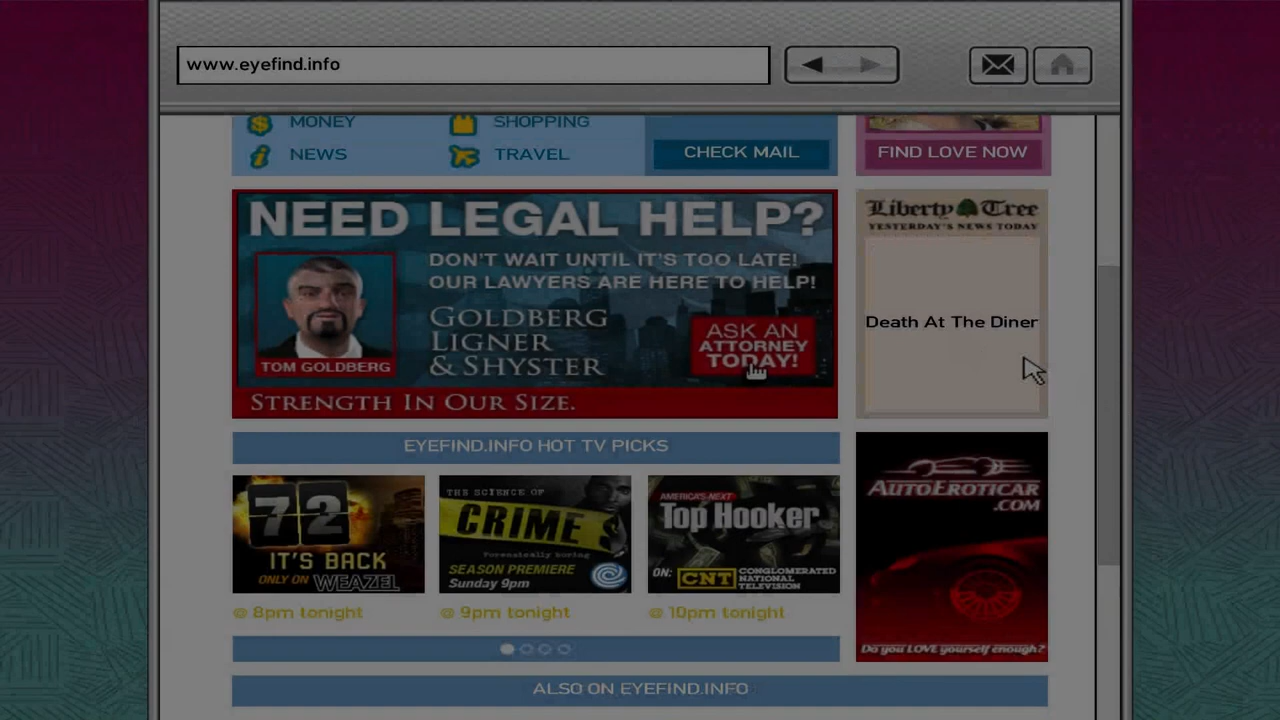 www.eyefind.info
MONEY
SHOPPING
NEWS
TRAVEL
CHECK MAIL
FIND LOVE NOW
NEED LEGAL HELP?
DON'T WAIT UNTIL IT'S TOO LATE!
OUR LAWYERS ARE HERE TO HELP!
GOLDBERG
LIGNER
& SHYSTER
ASK AN
ATTORNEY
TODAY!
TOM GOLDBERG
STRENGTH IN OUR SIZE.
Liberty Tree
YESTERDAY'S NEWS TODAY
Death At The Diner
EYEFIND.INFO HOT TV PICKS
72
IT'S BACK
ONLY ON WEAZEL
@ 8pm tonight
THE SCIENCE OF
CRIME
Forensically boring
SEASON PREMIERE
Sunday 9pm
@ 9pm tonight
AMERICA'S NEXT
Top Hooker
ON: CNT CONGLOMERATED
NATIONAL
TELEVISION
@ 10pm tonight
AUTOEROTICAR
.COM
Do you LOVE yourself enough?
ALSO ON EYEFIND.INFO